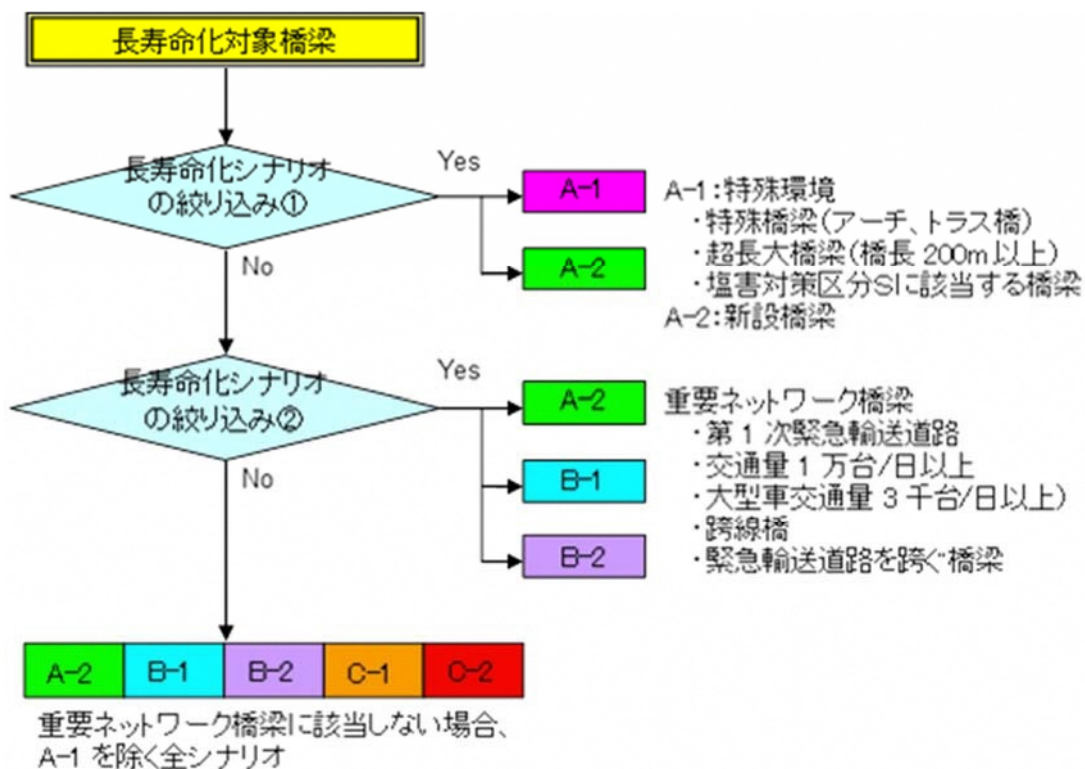 長寿命化対象橋梁
長寿命化シナリオ
の絞り込み①
Yes
A-1
A-2
A-1:特殊環境
・特殊橋梁(アーチ、トラス橋)
・超長大橋梁(橋長 200m 以上)
・塩害対策区分SIに該当する橋梁
A-2:新設橋梁
No
長寿命化シナリオ
の絞り込み②
Yes
A-2
B-1
B-2
重要ネットワーク橋梁
・第 1 次緊急輸送道路
・交通量 1 万台/日以上
・大型車交通量 3 千台/日以上)
・跨線橋
・緊急輸送道路を跨ぐ橋梁
No
A-2 B-1 B-2 C-1 C-2
重要ネットワーク橋梁に該当しない場合、
A-1 を除く全シナリオ